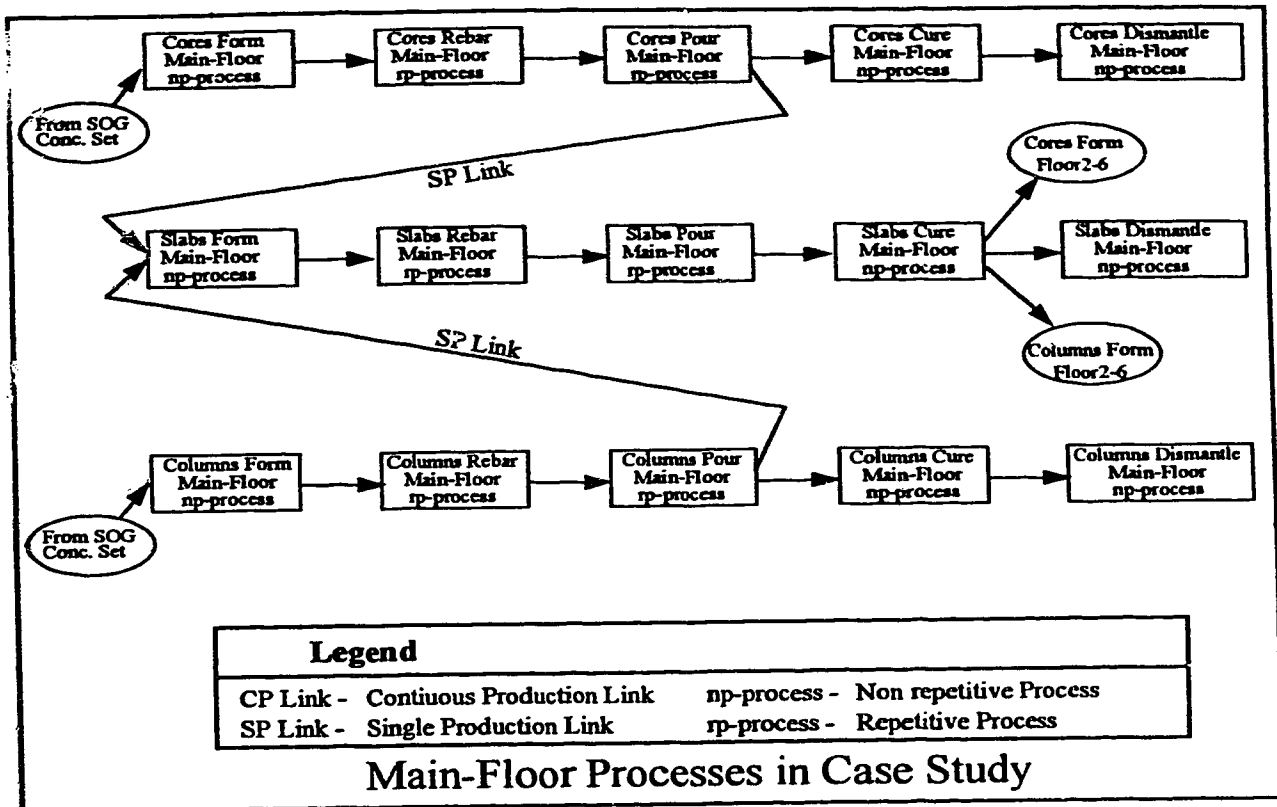 Cores Form
Main-Floor
np-process
Cores Rebar
Main-Floor
rp-process
Cores Pour
Main-Floor
rp-process
Cores Cure
Main-Floor
np-process
Cores Dismantle
Main-Floor
np-process
From SOG
Conc. Set
SP Link
Cores Form
Floor2-6
Slabs Form
Main-Floor
np-process
Slabs Rebar
Main-Floor
rp-process
Slabs Pour
Main-Floor
rp-process
Slabs Cure
Main-Floor
np-process
Slabs Dismantle
Main-Floor
np-process
SP Link
Columns Form
Floor2-6
Columns Form
Main-Floor
np-process
Columns Rebar
Main-Floor
rp-process
Columns Pour
Main-Floor
rp-process
Columns Cure
Main-Floor
np-process
Columns Dismantle
Main-Floor
np-process
From SOG
Conc. Set
Legend
CP Link - Contiuous Production Link np-process - Non repetitive Process
SP Link - Single Production Link rp-process - Repetitive Process
Main-Floor Processes in Case Study